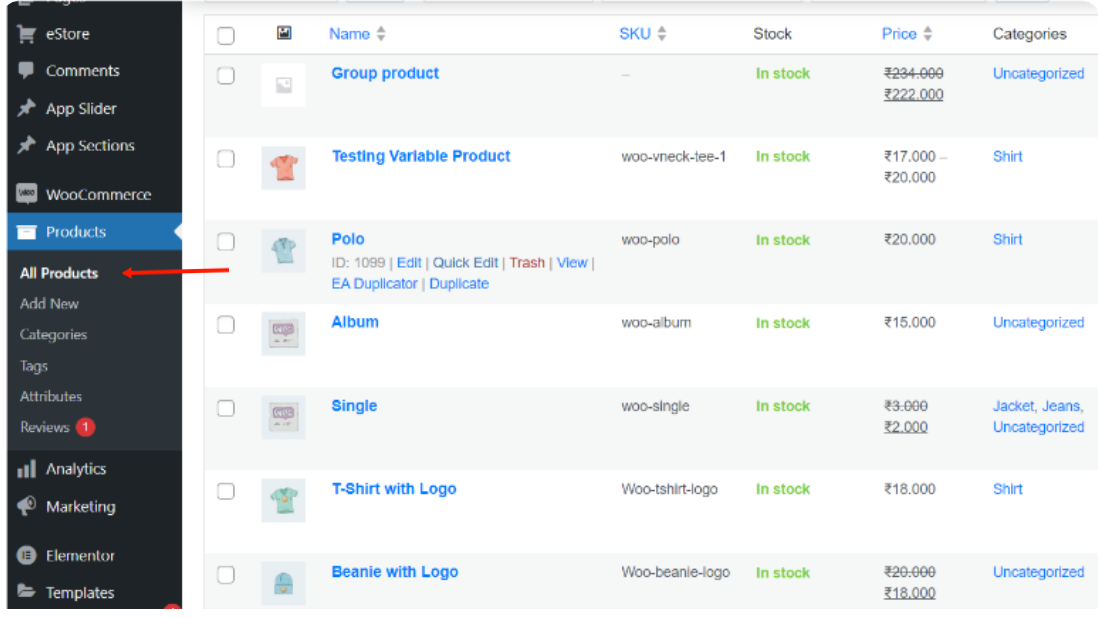 eStore
Comments
App Slider
App Sections
WooCommerce
Products
All Products
Add New
Categories
Tags
Attributes
Reviews 1
Analytics
Marketing
Elementor
Templates
Name SKU Stock Price Categories
Group product – In stock ₹234.000 Uncategorized
₹222.000
Testing Variable Product woo-vneck-tee-1 In stock ₹17.000 – Shirt
₹20.000
Polo woo-polo In stock ₹20.000 Shirt
ID: 1099 | Edit | Quick Edit | Trash | View |
EA Duplicator | Duplicate
Album woo-album In stock ₹15.000 Uncategorized
Single woo-single In stock ₹3.000 Jacket, Jeans,
₹2.000 Uncategorized
T-Shirt with Logo Woo-tshirt-logo In stock ₹18.000 Shirt
Beanie with Logo Woo-beanie-logo In stock ₹20.000 Uncategorized
₹18.000